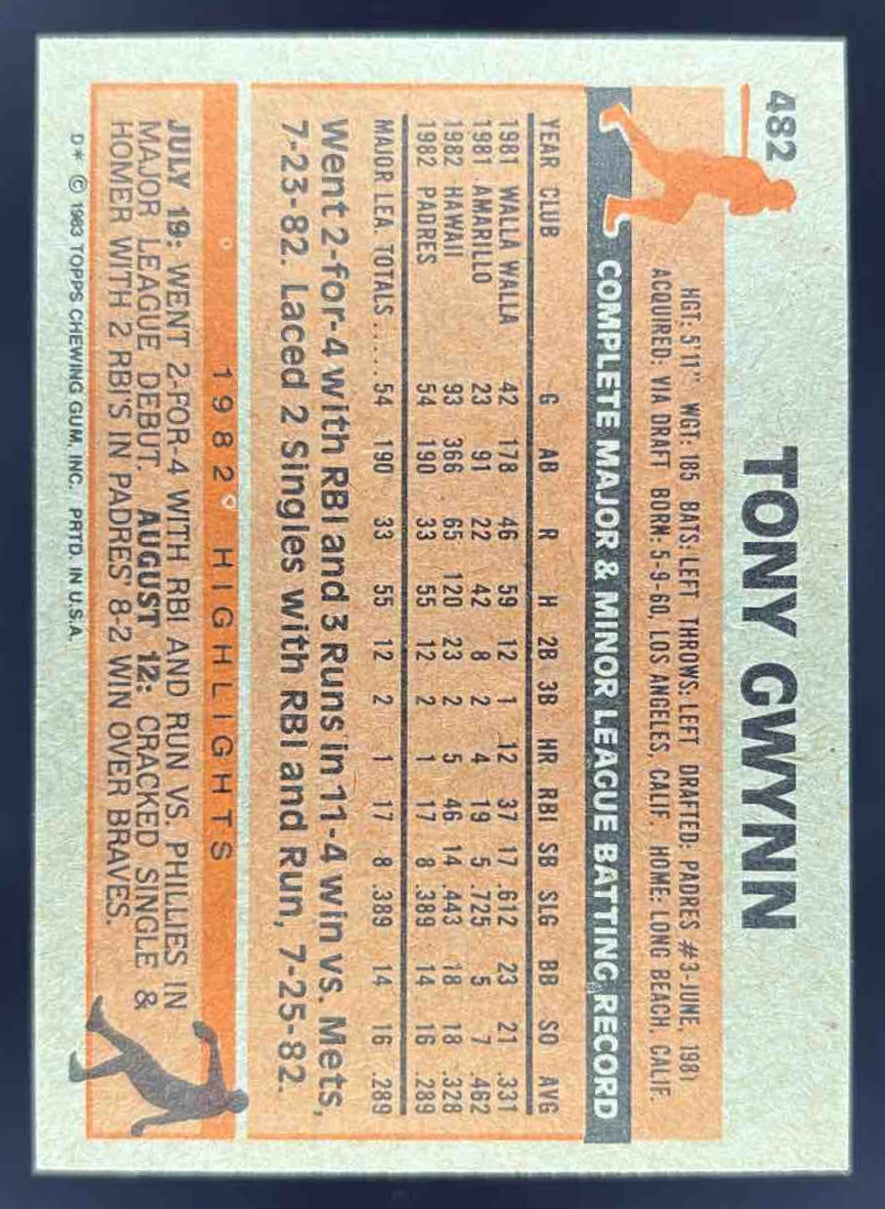 482
TONY GWYNN
HGT: 5'11" WGT: 185 BATS: LEFT THROWS: LEFT DRAFTED: PADRES #3-JUNE, 1981
ACQUIRED: VIA DRAFT BORN: 5-9-60, LOS ANGELES, CALIF. HOME: LONG BEACH, CALIF.
COMPLETE MAJOR & MINOR LEAGUE BATTING RECORD
YEAR CLUB G AB R H 2B 3B HR RBI SB SLG BB SO AVG
1981 WALLA WALLA 42 178 46 59 12 1 12 37 17 .612 23 21 .331
1981 AMARILLO 23 91 22 42 8 2 4 19 5 .725 5 7 .462
1982 HAWAII 93 366 65 120 23 2 5 46 14 .443 18 18 .328
1982 PADRES 54 190 33 55 12 2 1 17 8 .389 14 16 .289
MAJOR LEA. TOTALS ..... 54 190 33 55 12 2 1 17 8 .389 14 16 .289
Went 2-for-4 with RBI and 3 Runs in 11-4 win vs. Mets,
7-23-82. Laced 2 Singles with RBI and Run, 7-25-82.
1982 HIGHLIGHTS
JULY 19: WENT 2-FOR-4 WITH RBI AND RUN VS. PHILLIES IN
MAJOR LEAGUE DEBUT. AUGUST 12: CRACKED SINGLE &
HOMER WITH 2 RBI'S IN PADRES' 8-2 WIN OVER BRAVES.
D* © 1983 TOPPS CHEWING GUM, INC. PRTD. IN U.S.A.